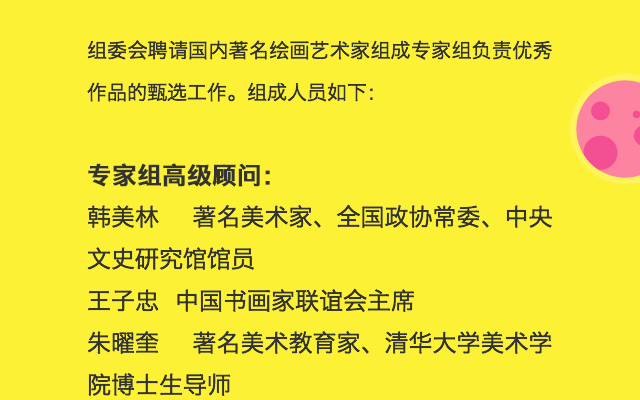 组委会聘请国内著名绘画艺术家组成专家组负责优秀
作品的甄选工作。组成人员如下：
专家组高级顾问：
韩美林 著名美术家、全国政协常委、中央
文史研究馆馆员
王子忠 中国书画家联谊会主席
朱曜奎 著名美术教育家、清华大学美术学
院博士生导师